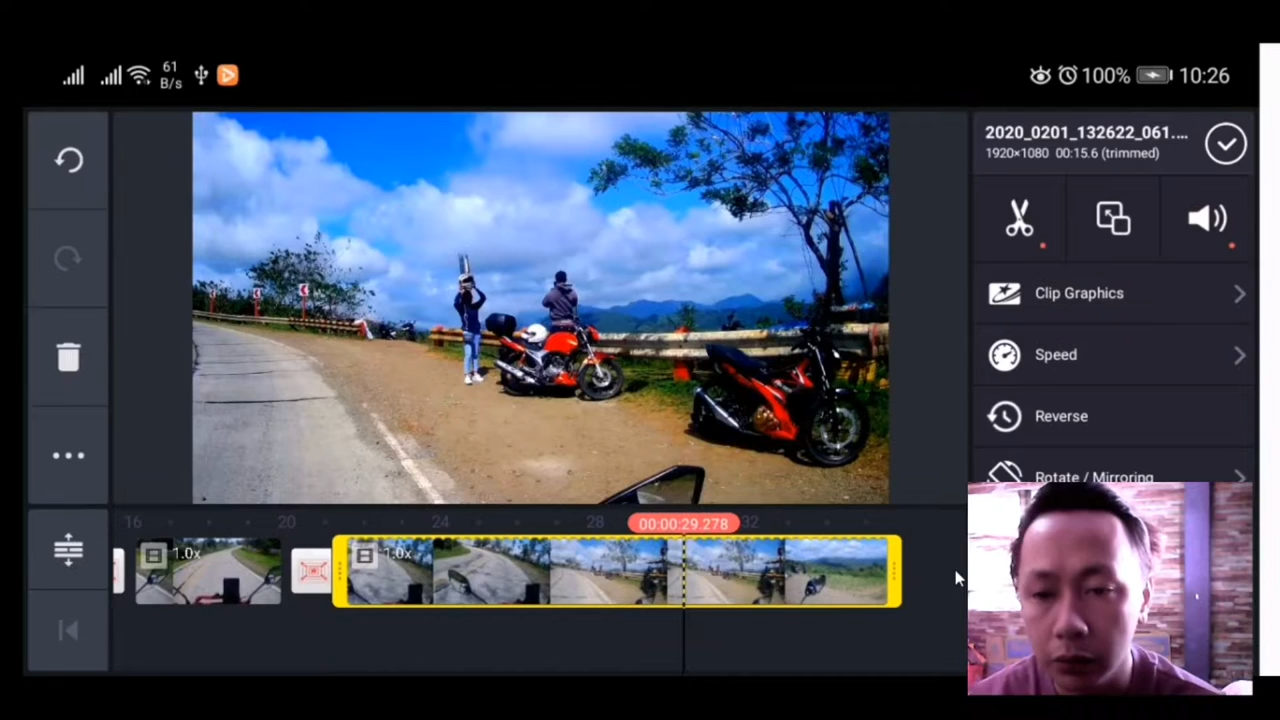 61
B/s
100% 10:26
2020_0201_132622_061....
1920×1080 00:15.6 (trimmed)
Clip Graphics
Speed
Reverse
Rotate / Mirroring
16 20 24 28 00:00:29.278 32
1.0x 1.0x